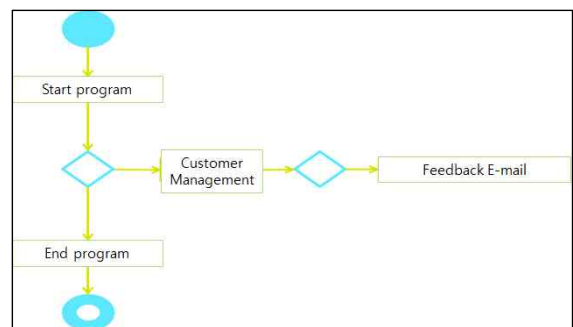 Start program
Customer
Management
Feedback E-mail
End program